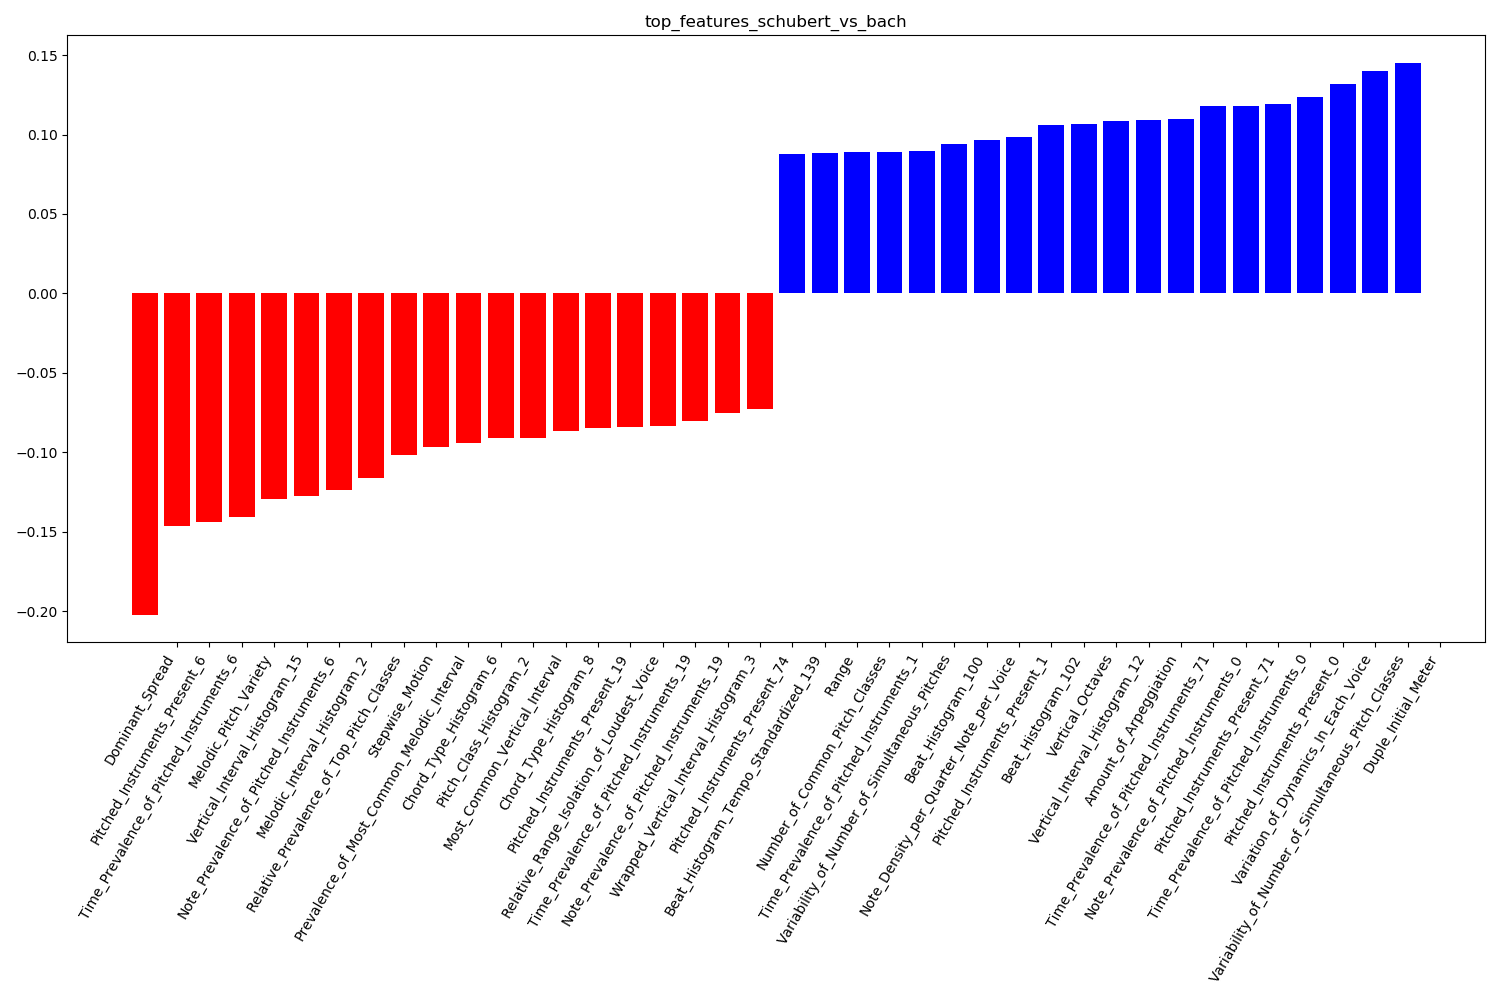 top_features_schubert_vs_bach
0.15
0.10
0.05
0.00
−0.05
−0.10
−0.15
−0.20
Dominant_Spread
Pitched_Instruments_Present_6
Time_Prevalence_of_Pitched_Instruments_6
Melodic_Pitch_Variety
Vertical_Interval_Histogram_15
Note_Prevalence_of_Pitched_Instruments_6
Melodic_Interval_Histogram_2
Relative_Prevalence_of_Top_Pitch_Classes
Stepwise_Motion
Prevalence_of_Most_Common_Melodic_Interval
Chord_Type_Histogram_6
Pitch_Class_Histogram_2
Most_Common_Vertical_Interval
Chord_Type_Histogram_8
Pitched_Instruments_Present_19
Relative_Range_Isolation_of_Loudest_Voice
Time_Prevalence_of_Pitched_Instruments_19
Note_Prevalence_of_Pitched_Instruments_19
Wrapped_Vertical_Interval_Histogram_3
Pitched_Instruments_Present_74
Beat_Histogram_Tempo_Standardized_139
Range
Number_of_Common_Pitch_Classes
Time_Prevalence_of_Pitched_Instruments_1
Variability_of_Number_of_Simultaneous_Pitches
Beat_Histogram_100
Note_Density_per_Quarter_Note_per_Voice
Pitched_Instruments_Present_1
Beat_Histogram_102
Vertical_Octaves
Vertical_Interval_Histogram_12
Amount_of_Arpeggiation
Time_Prevalence_of_Pitched_Instruments_71
Note_Prevalence_of_Pitched_Instruments_0
Pitched_Instruments_Present_71
Time_Prevalence_of_Pitched_Instruments_0
Pitched_Instruments_Present_0
Variation_of_Dynamics_In_Each_Voice
Variability_of_Number_of_Simultaneous_Pitch_Classes
Duple_Initial_Meter